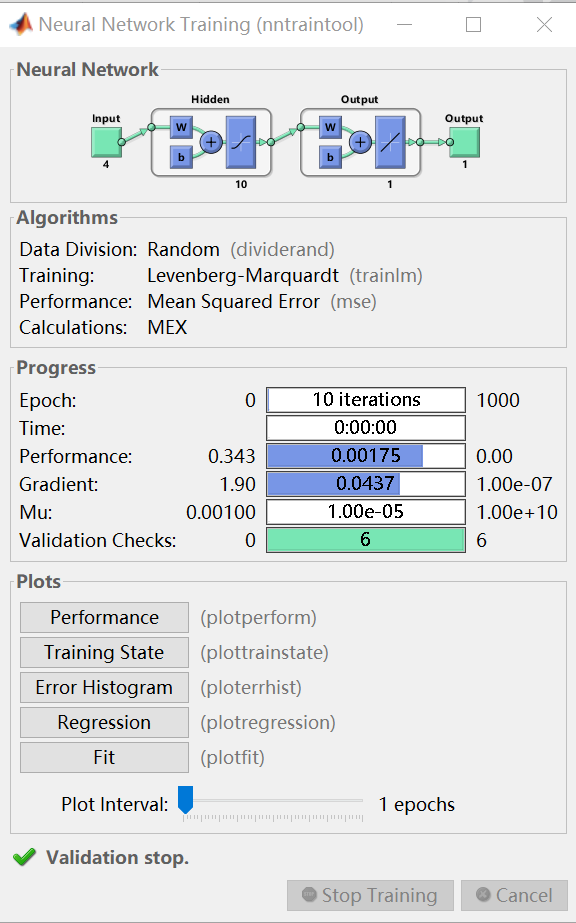 Neural Network Training (nntraintool)
Neural Network
Hidden Output
Input Output
W W
b + b +
4 10 1 1
Algorithms
Data Division: Random (dividerand)
Training: Levenberg-Marquardt (trainlm)
Performance: Mean Squared Error (mse)
Calculations: MEX
Progress
Epoch: 0 10 iterations 1000
Time: 0:00:00
Performance: 0.343 0.00175 0.00
Gradient: 1.90 0.0437 1.00e-07
Mu: 0.00100 1.00e-05 1.00e+10
Validation Checks: 0 6 6
Plots
Performance (plotperform)
Training State (plottrainstate)
Error Histogram (ploterrhist)
Regression (plotregression)
Fit (plotfit)
Plot Interval: 1 epochs
Validation stop.
Stop Training Cancel